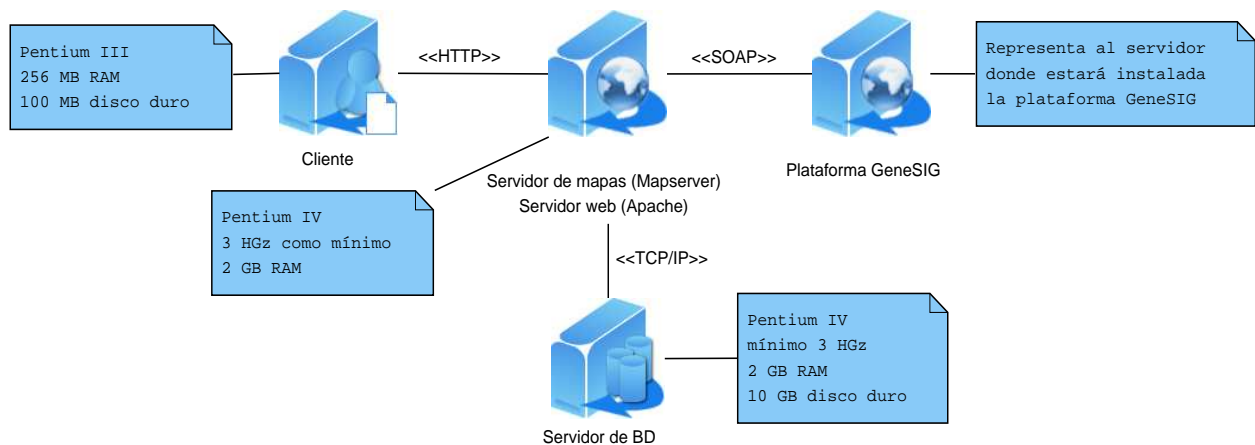 Pentium III
256 MB RAM
100 MB disco duro
<<HTTP>>
<<SOAP>>
Representa al servidor
donde estará instalada
la plataforma GeneSIG
Cliente
Servidor de mapas (Mapserver)
Servidor web (Apache)
Plataforma GeneSIG
Pentium IV
3 HGz como mínimo
2 GB RAM
<<TCP/IP>>
Pentium IV
mínimo 3 HGz
2 GB RAM
10 GB disco duro
Servidor de BD